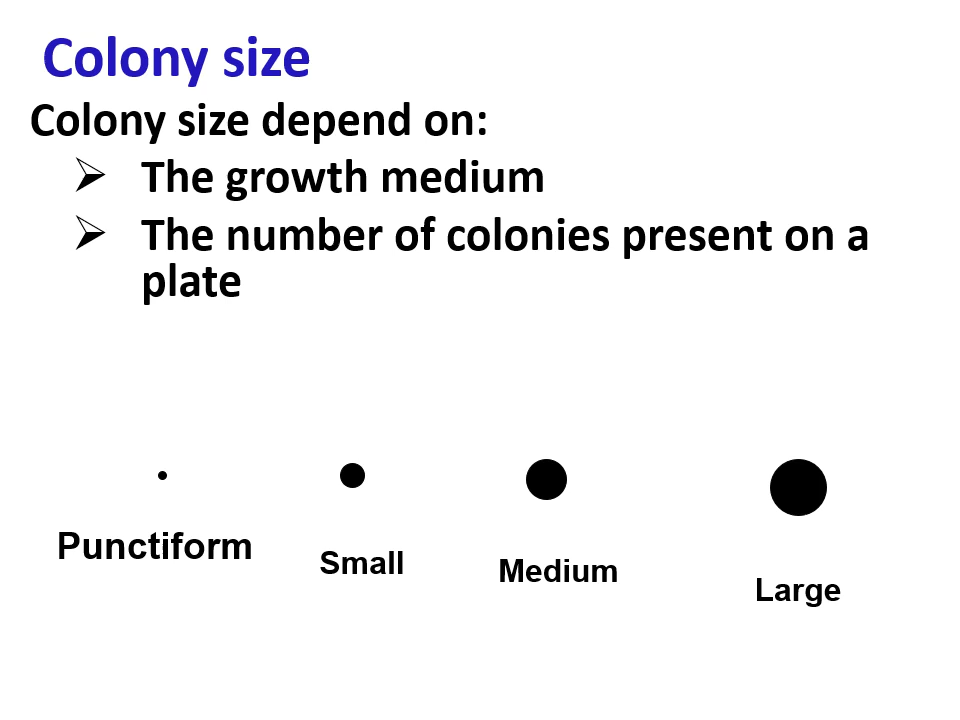 Colony size
Colony size depend on:
➢ The growth medium
➢ The number of colonies present on a
plate
Punctiform
Small
Medium
Large